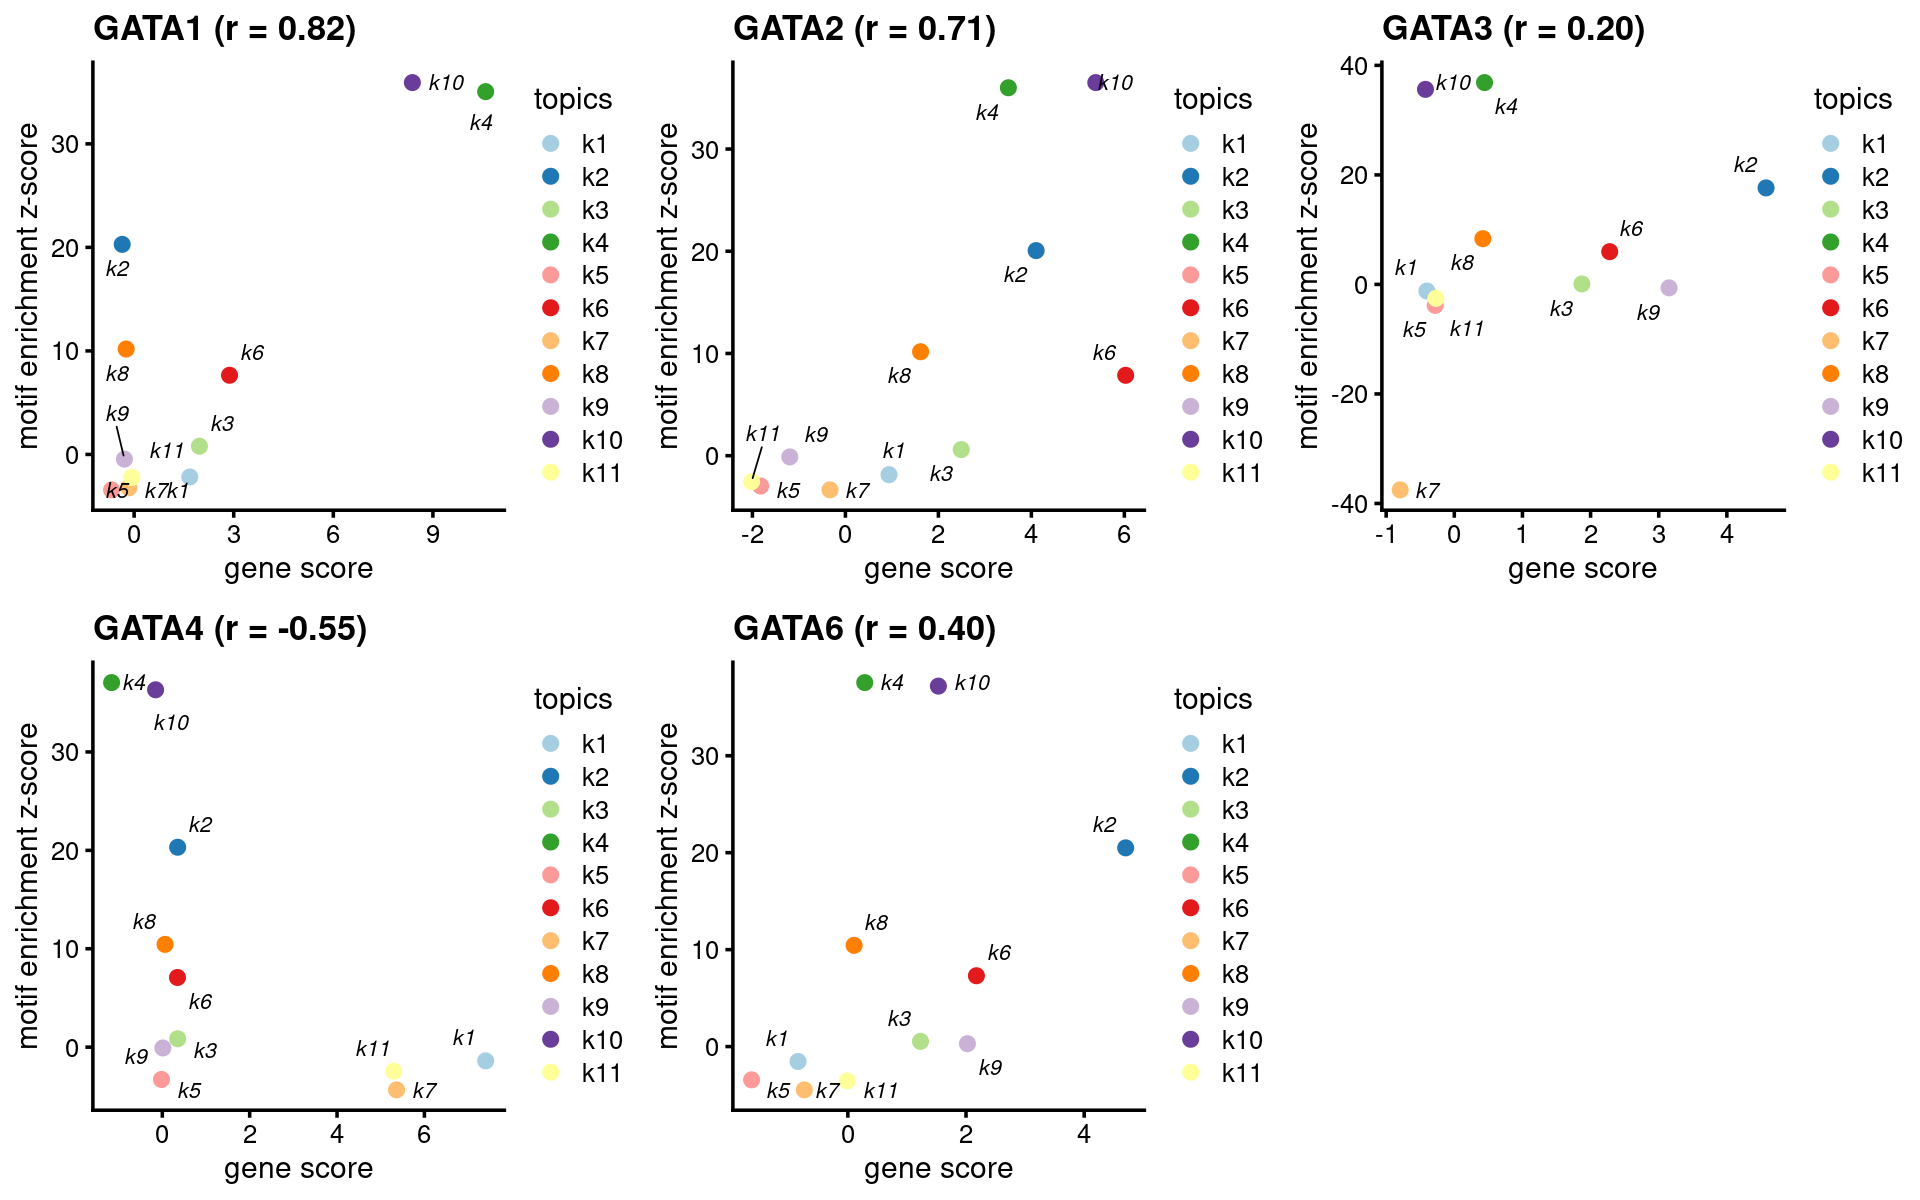 GATA1 (r = 0.82)
motif enrichment z-score
30
20
10
0
k10
k4
k2
k8
k6
k9
k3
k11
k5
k7
k1
0
3
6
9
gene score
topics
k1
k2
k3
k4
k5
k6
k7
k8
k9
k10
k11
GATA2 (r = 0.71)
motif enrichment z-score
30
20
10
0
k10
k4
k2
k8
k6
k11
k9
k1
k3
k5
k7
-2
0
2
4
6
gene score
topics
k1
k2
k3
k4
k5
k6
k7
k8
k9
k10
k11
GATA3 (r = 0.20)
motif enrichment z-score
40
20
0
-20
-40
k10
k4
k2
k6
k1
k8
k3
k9
k5
k11
k7
-1
0
1
2
3
4
gene score
topics
k1
k2
k3
k4
k5
k6
k7
k8
k9
k10
k11
GATA4 (r = -0.55)
motif enrichment z-score
30
20
10
0
k4
k10
k2
k8
k6
k9
k3
k11
k1
k5
k7
0
2
4
6
gene score
topics
k1
k2
k3
k4
k5
k6
k7
k8
k9
k10
k11
GATA6 (r = 0.40)
motif enrichment z-score
30
20
10
0
k4
k10
k2
k8
k6
k3
k1
k9
k5
k7
k11
0
2
4
gene score
topics
k1
k2
k3
k4
k5
k6
k7
k8
k9
k10
k11